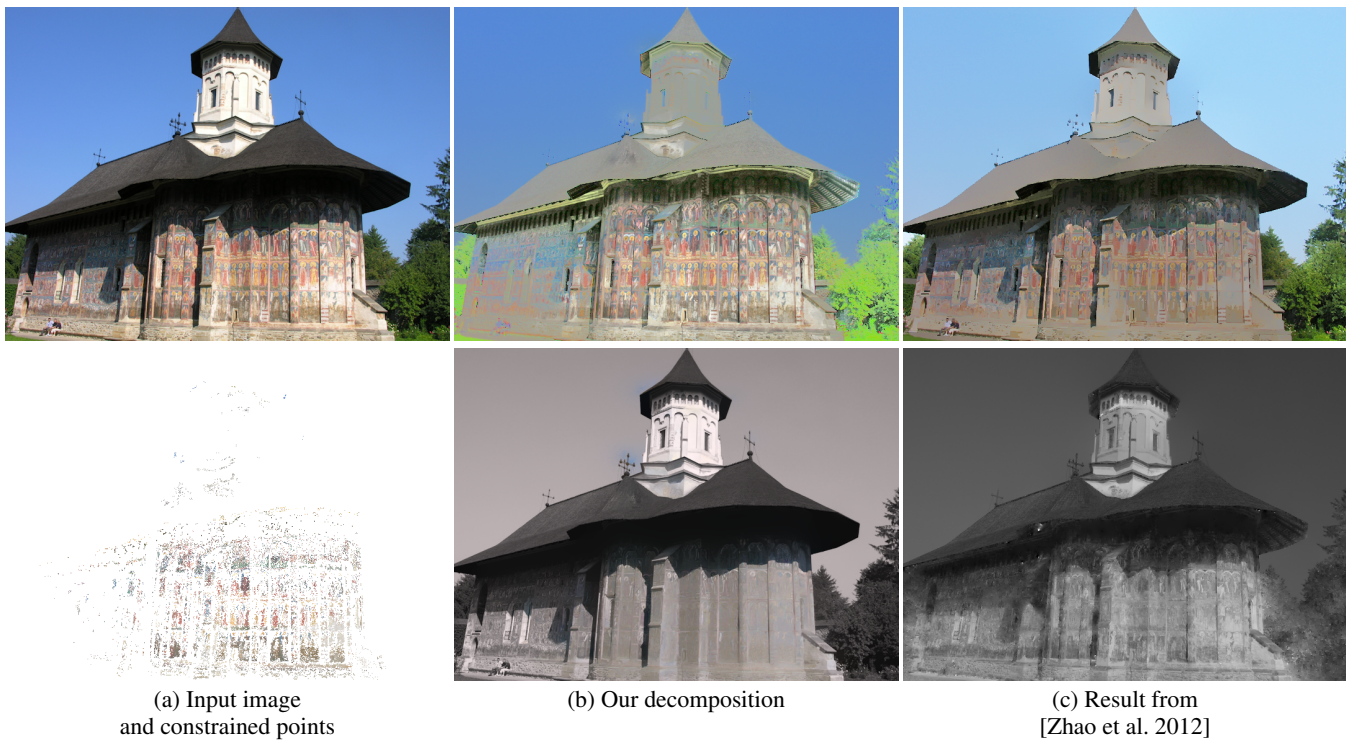 (a) Input image
and constrained points
(b) Our decomposition
(c) Result from
[Zhao et al. 2012]